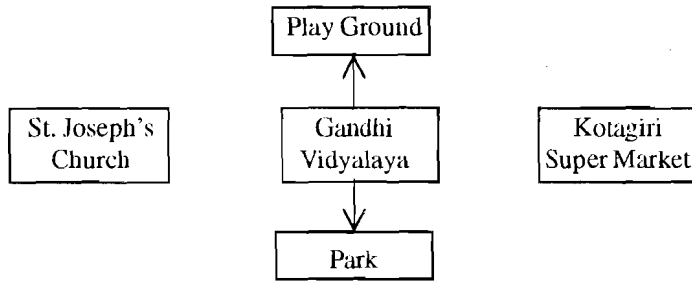 Play Ground
St. Joseph's
Church
Gandhi
Vidyalaya
Kotagiri
Super Market
Park